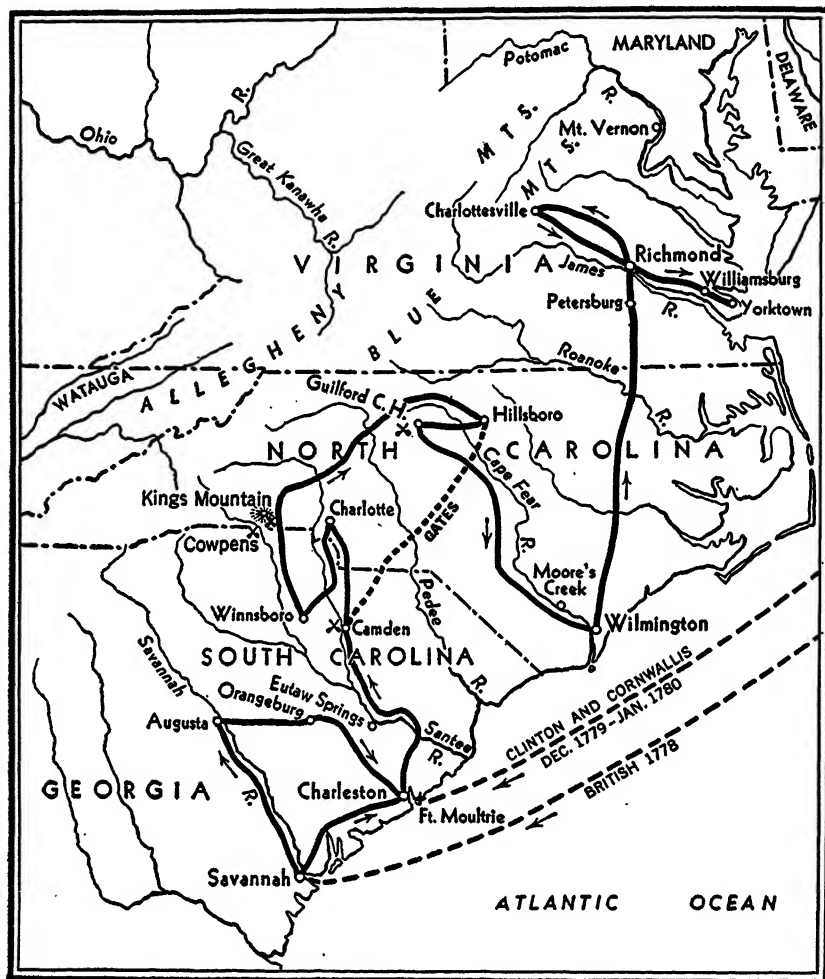 MARYLAND
Potomac
R.
DELAWARE
Ohio
R.
Mt. Vernon
MTS.
MTS.
Great Kanawha
R.
Charlottesville
VIRGINIA
James
R.
Richmond
Williamsburg
Yorktown
Petersburg
ALLEGHENY
BLUE
Roanoke
R.
WATAUGA
Guilford C.H.
Hillsboro
NORTH CAROLINA
Cape Fear
R.
Kings Mountain
Charlotte
GATES
Cowpens
Pedee
R.
Moore's
Creek
Winnsboro
Camden
Wilmington
SOUTH CAROLINA
Savannah
R.
Orangeburg
Eutaw Springs
Santee
R.
Augusta
CLINTON AND CORNWALLIS
DEC. 1779-JAN. 1780
BRITISH 1778
GEORGIA
Charleston
Ft. Moultrie
Savannah
ATLANTIC OCEAN